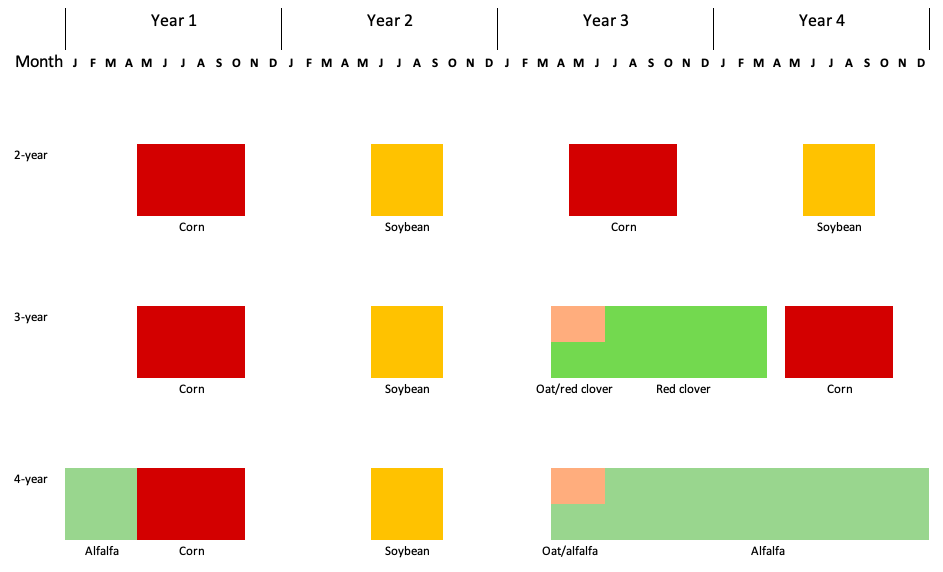 Year 1 Year 2 Year 3 Year 4
Month J F M A M J J A S O N D J F M A M J J A S O N D J F M A M J J A S O N D J F M A M J J A S O N D
2-year
Corn Soybean Corn Soybean
3-year
Corn Soybean Oat/red clover Red clover Corn
4-year
Alfalfa Corn Soybean Oat/alfalfa Alfalfa